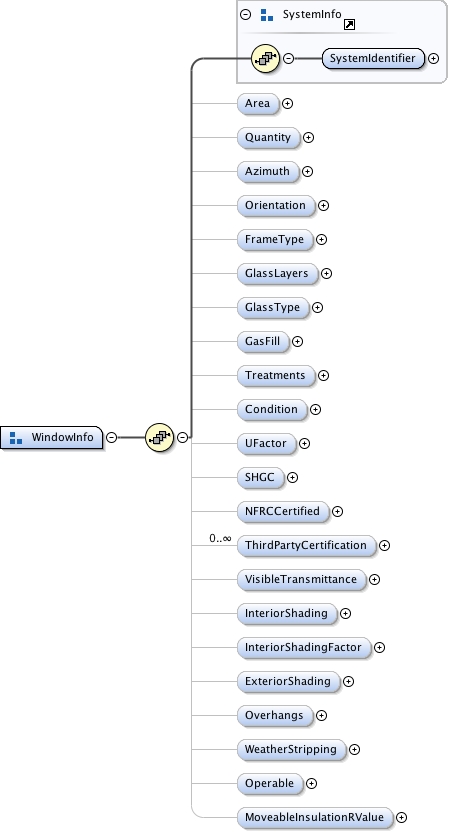 SystemInfo
SystemIdentifier
Area
Quantity
Azimuth
Orientation
FrameType
GlassLayers
GlassType
GasFill
Treatments
Condition
WindowInfo
UFactor
SHGC
NFRCCertified
0..∞
ThirdPartyCertification
VisibleTransmittance
InteriorShading
InteriorShadingFactor
ExteriorShading
Overhangs
WeatherStripping
Operable
MoveableInsulationRValue